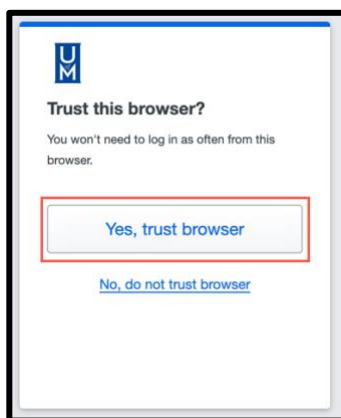 UM
Trust this browser?
You won't need to log in as often from this
browser.
Yes, trust browser
No, do not trust browser